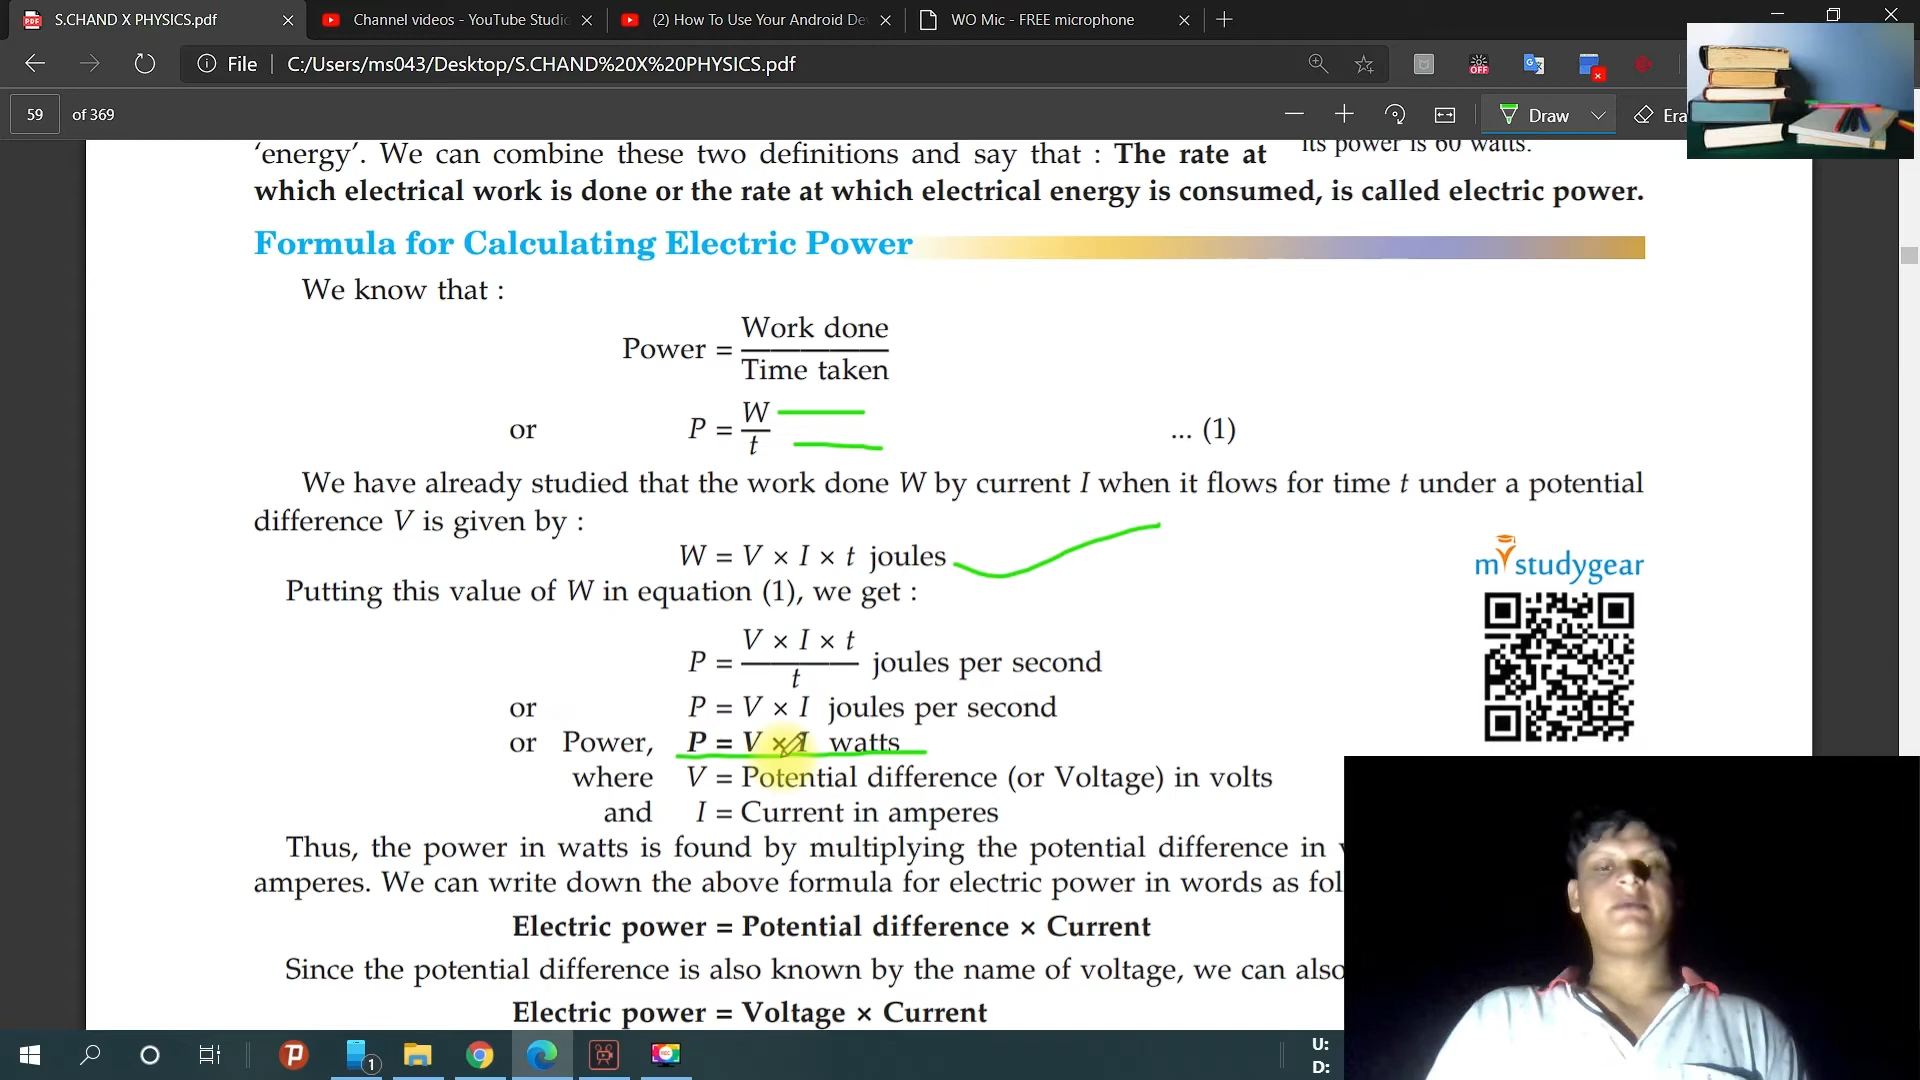 S.CHAND X PHYSICS.pdf
Channel videos - YouTube Studio
(2) How To Use Your Android De
WO Mic - FREE microphone
File
C:/Users/ms043/Desktop/S.CHAND%20X%20PHYSICS.pdf
OFF
59 of 369
Draw
Era
'energy'. We can combine these two definitions and say that : The rate at
its power is 60 watts.
which electrical work is done or the rate at which electrical energy is consumed, is called electric power.
Formula for Calculating Electric Power
We know that :
Power = Work done / Time taken
or P = W / t ... (1)
We have already studied that the work done W by current I when it flows for time t under a potential
difference V is given by :
W = V × I × t joules
Putting this value of W in equation (1), we get :
P = V × I × t / t joules per second
or P = V × I joules per second
or Power, P = V × I watts
where V = Potential difference (or Voltage) in volts
and I = Current in amperes
mystudygear
Thus, the power in watts is found by multiplying the potential difference in
amperes. We can write down the above formula for electric power in words as fol
Electric power = Potential difference × Current
Since the potential difference is also known by the name of voltage, we can also
Electric power = Voltage × Current
1
REC
U:
D: